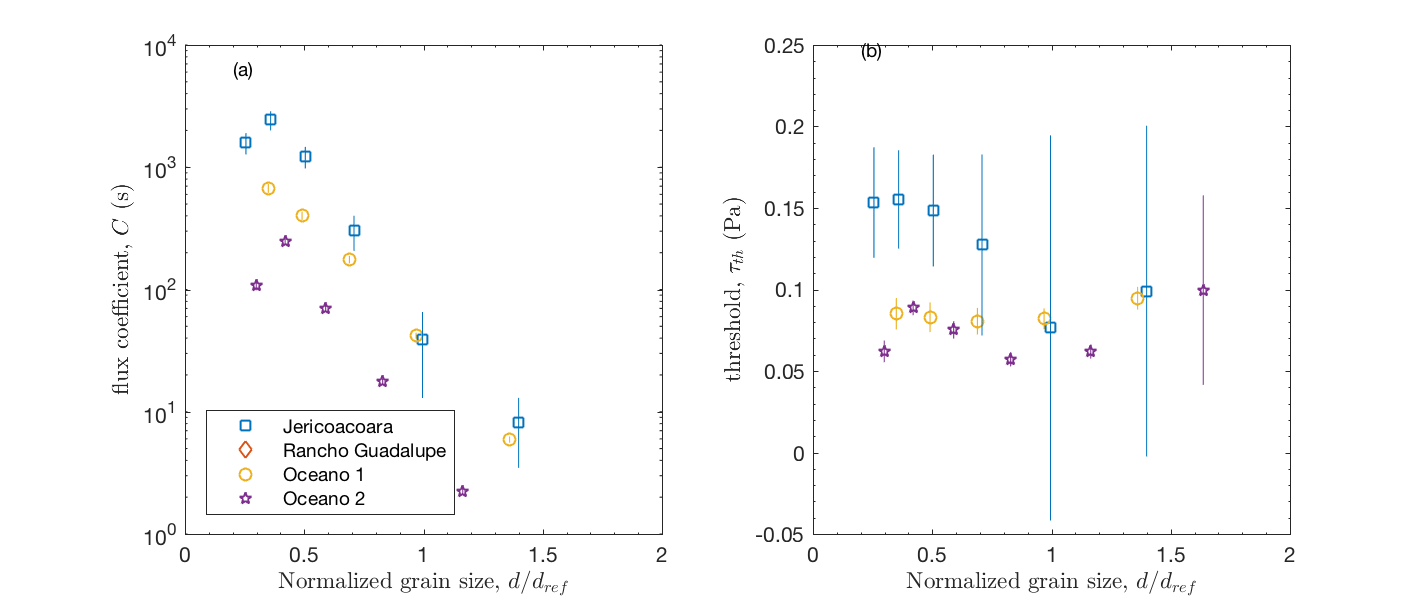 (a)
10^4
10^3
10^2
10^1
10^0
flux coefficient, C (s)
0 0.5 1 1.5 2
Normalized grain size, d/d_ref
Jericoacoara
Rancho Guadalupe
Oceano 1
Oceano 2
(b)
0.25
0.2
0.15
0.1
0.05
0
-0.05
threshold, τ_th (Pa)
0 0.5 1 1.5 2
Normalized grain size, d/d_ref